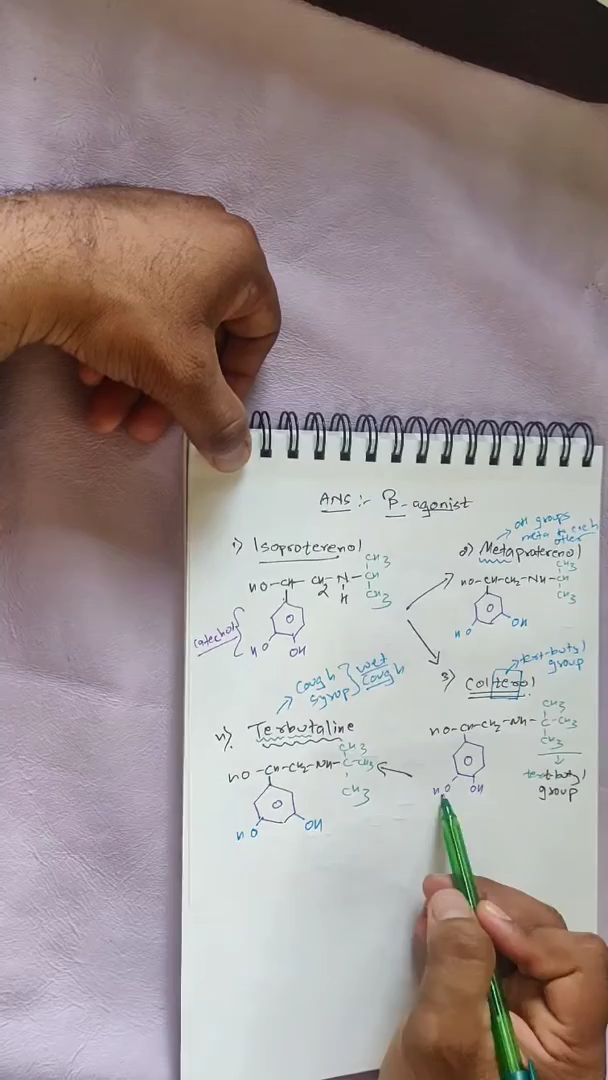 ANS :- β-agonist
1) Isoproterenol
CH3
HO-CH-CH2-N-CH
H
CH3
catechol
HO
OH
OH groups
meta to each
other
2) Metaproterenol
CH3
HO-CH-CH2-NH-CH
CH3
HO
OH
tert-butyl
group
3) Colterol
CH3
HO-CH-CH2-NH-C-CH3
CH3
HO
OH
tert-butyl
group
Cough
syrup
wet
cough
4). Terbutaline
CH3
HO-CH-CH2-NH-C-CH3
CH3
HO
OH